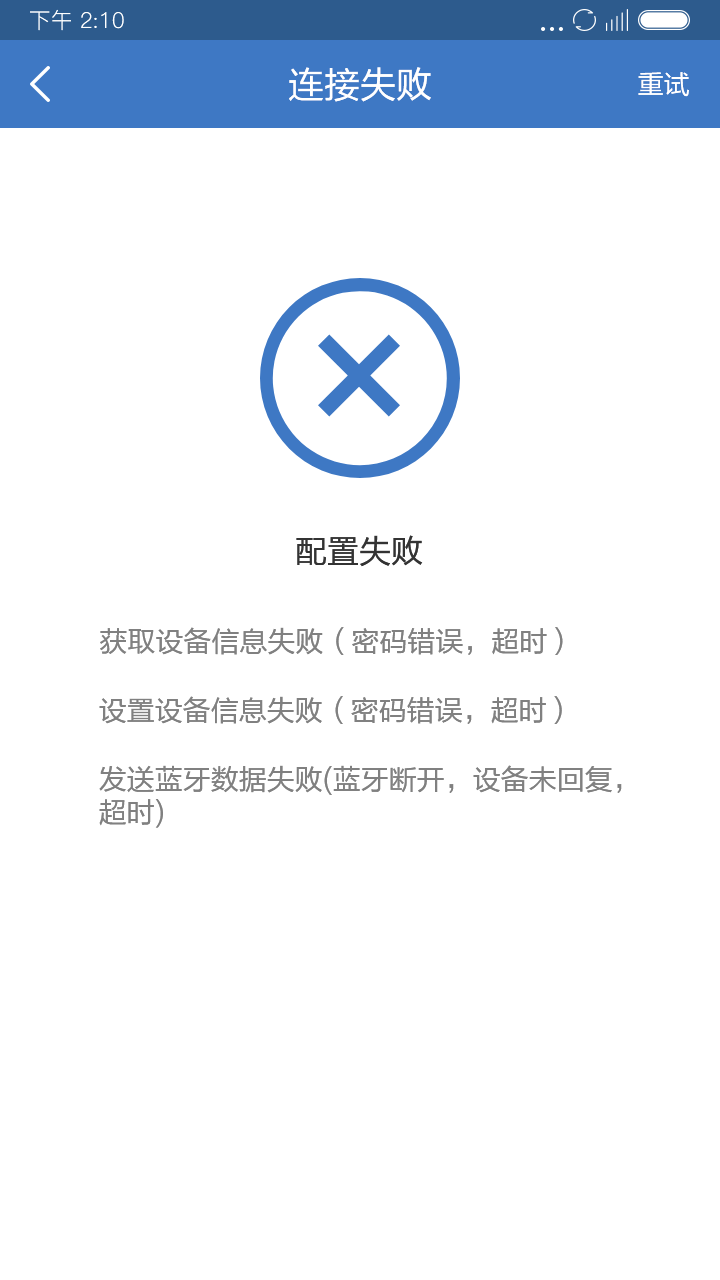 下午 2:10
连接失败
重试
配置失败
获取设备信息失败（密码错误，超时）
设置设备信息失败（密码错误，超时）
发送蓝牙数据失败(蓝牙断开，设备未回复，
超时)